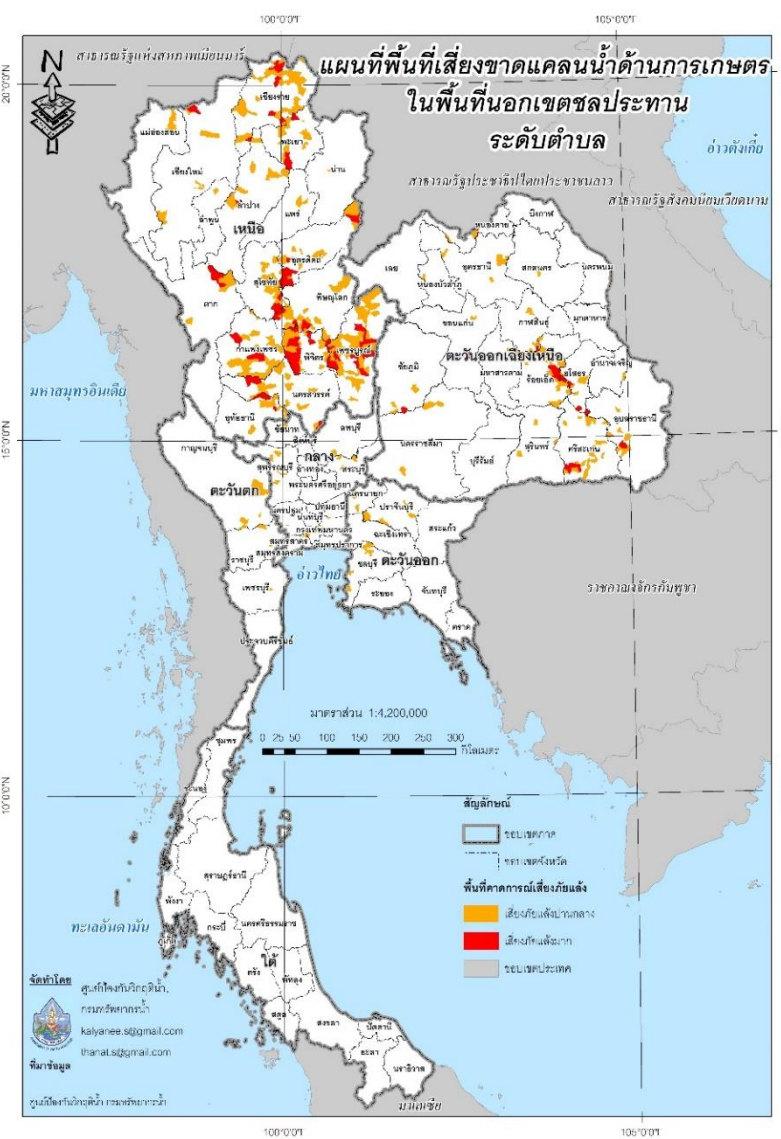 100°0'0"E
105°0'0"E
N
สาธารณรัฐแห่งสหภาพเมียนมาร์
แผนที่พื้นที่เสี่ยงขาดแคลนน้ำด้านการเกษตร
ในพื้นที่นอกเขตชลประทาน
ระดับตำบล
20°0'0"N
อ่าวตังเกี๋ย
สาธารณรัฐประชาธิปไตยประชาชนลาว
สาธารณรัฐสังคมนิยมเวียดนาม
เชียงราย
แม่ฮ่องสอน
พะเยา
เชียงใหม่
น่าน
ลำปาง
ลำพูน
แพร่
เหนือ
บึงกาฬ
หนองคาย
เลย
อุดรธานี
สกลนคร
นครพนม
หนองบัวลำภู
อุตรดิตถ์
สุโขทัย
ตาก
พิษณุโลก
ขอนแก่น
กาฬสินธุ์
มุกดาหาร
กำแพงเพชร
พิจิตร
เพชรบูรณ์
ตะวันออกเฉียงเหนือ
ชัยภูมิ
มหาสารคาม
ร้อยเอ็ด
ยโสธร
อำนาจเจริญ
มหาสมุทรอินเดีย
นครสวรรค์
อุทัยธานี
ชัยนาท
ลพบุรี
อุบลราชธานี
15°0'0"N
กาญจนบุรี
สิงห์บุรี
กลาง
นครราชสีมา
บุรีรัมย์
สุรินทร์
ศรีสะเกษ
สุพรรณบุรี
อ่างทอง
สระบุรี
ตะวันตก
พระนครศรีอยุธยา
นครนายก
นครปฐม
ปทุมธานี
ปราจีนบุรี
นนทบุรี
สระแก้ว
กรุงเทพมหานคร
ฉะเชิงเทรา
สมุทรสาคร
สมุทรปราการ
ราชบุรี
สมุทรสงคราม
อ่าวไทย
ชลบุรี
ตะวันออก
เพชรบุรี
ระยอง
จันทบุรี
ราชอาณาจักรกัมพูชา
ตราด
ประจวบคีรีขันธ์
มาตราส่วน 1:4,200,000
0 25 50 100 150 200 250 300
กิโลเมตร
ชุมพร
ระนอง
10°0'0"N
สุราษฎร์ธานี
พังงา
ทะเลอันดามัน
ภูเก็ต
กระบี่
นครศรีธรรมราช
ใต้
ตรัง
พัทลุง
สตูล
สงขลา
ปัตตานี
ยะลา
นราธิวาส
มาเลเซีย
สัญลักษณ์
ขอบเขตภาค
ขอบเขตจังหวัด
พื้นที่คาดการณ์เสี่ยงภัยแล้ง
เสี่ยงภัยแล้งปานกลาง
เสี่ยงภัยแล้งมาก
ขอบเขตประเทศ
จัดทำโดย
ศูนย์ป้องกันวิกฤติน้ำ,
กรมทรัพยากรน้ำ
kalyanee.s@gmail.com
thanat.s@gmail.com
ที่มาข้อมูล
ศูนย์ป้องกันวิกฤติน้ำ กรมทรัพยากรน้ำ
100°0'0"E
105°0'0"E